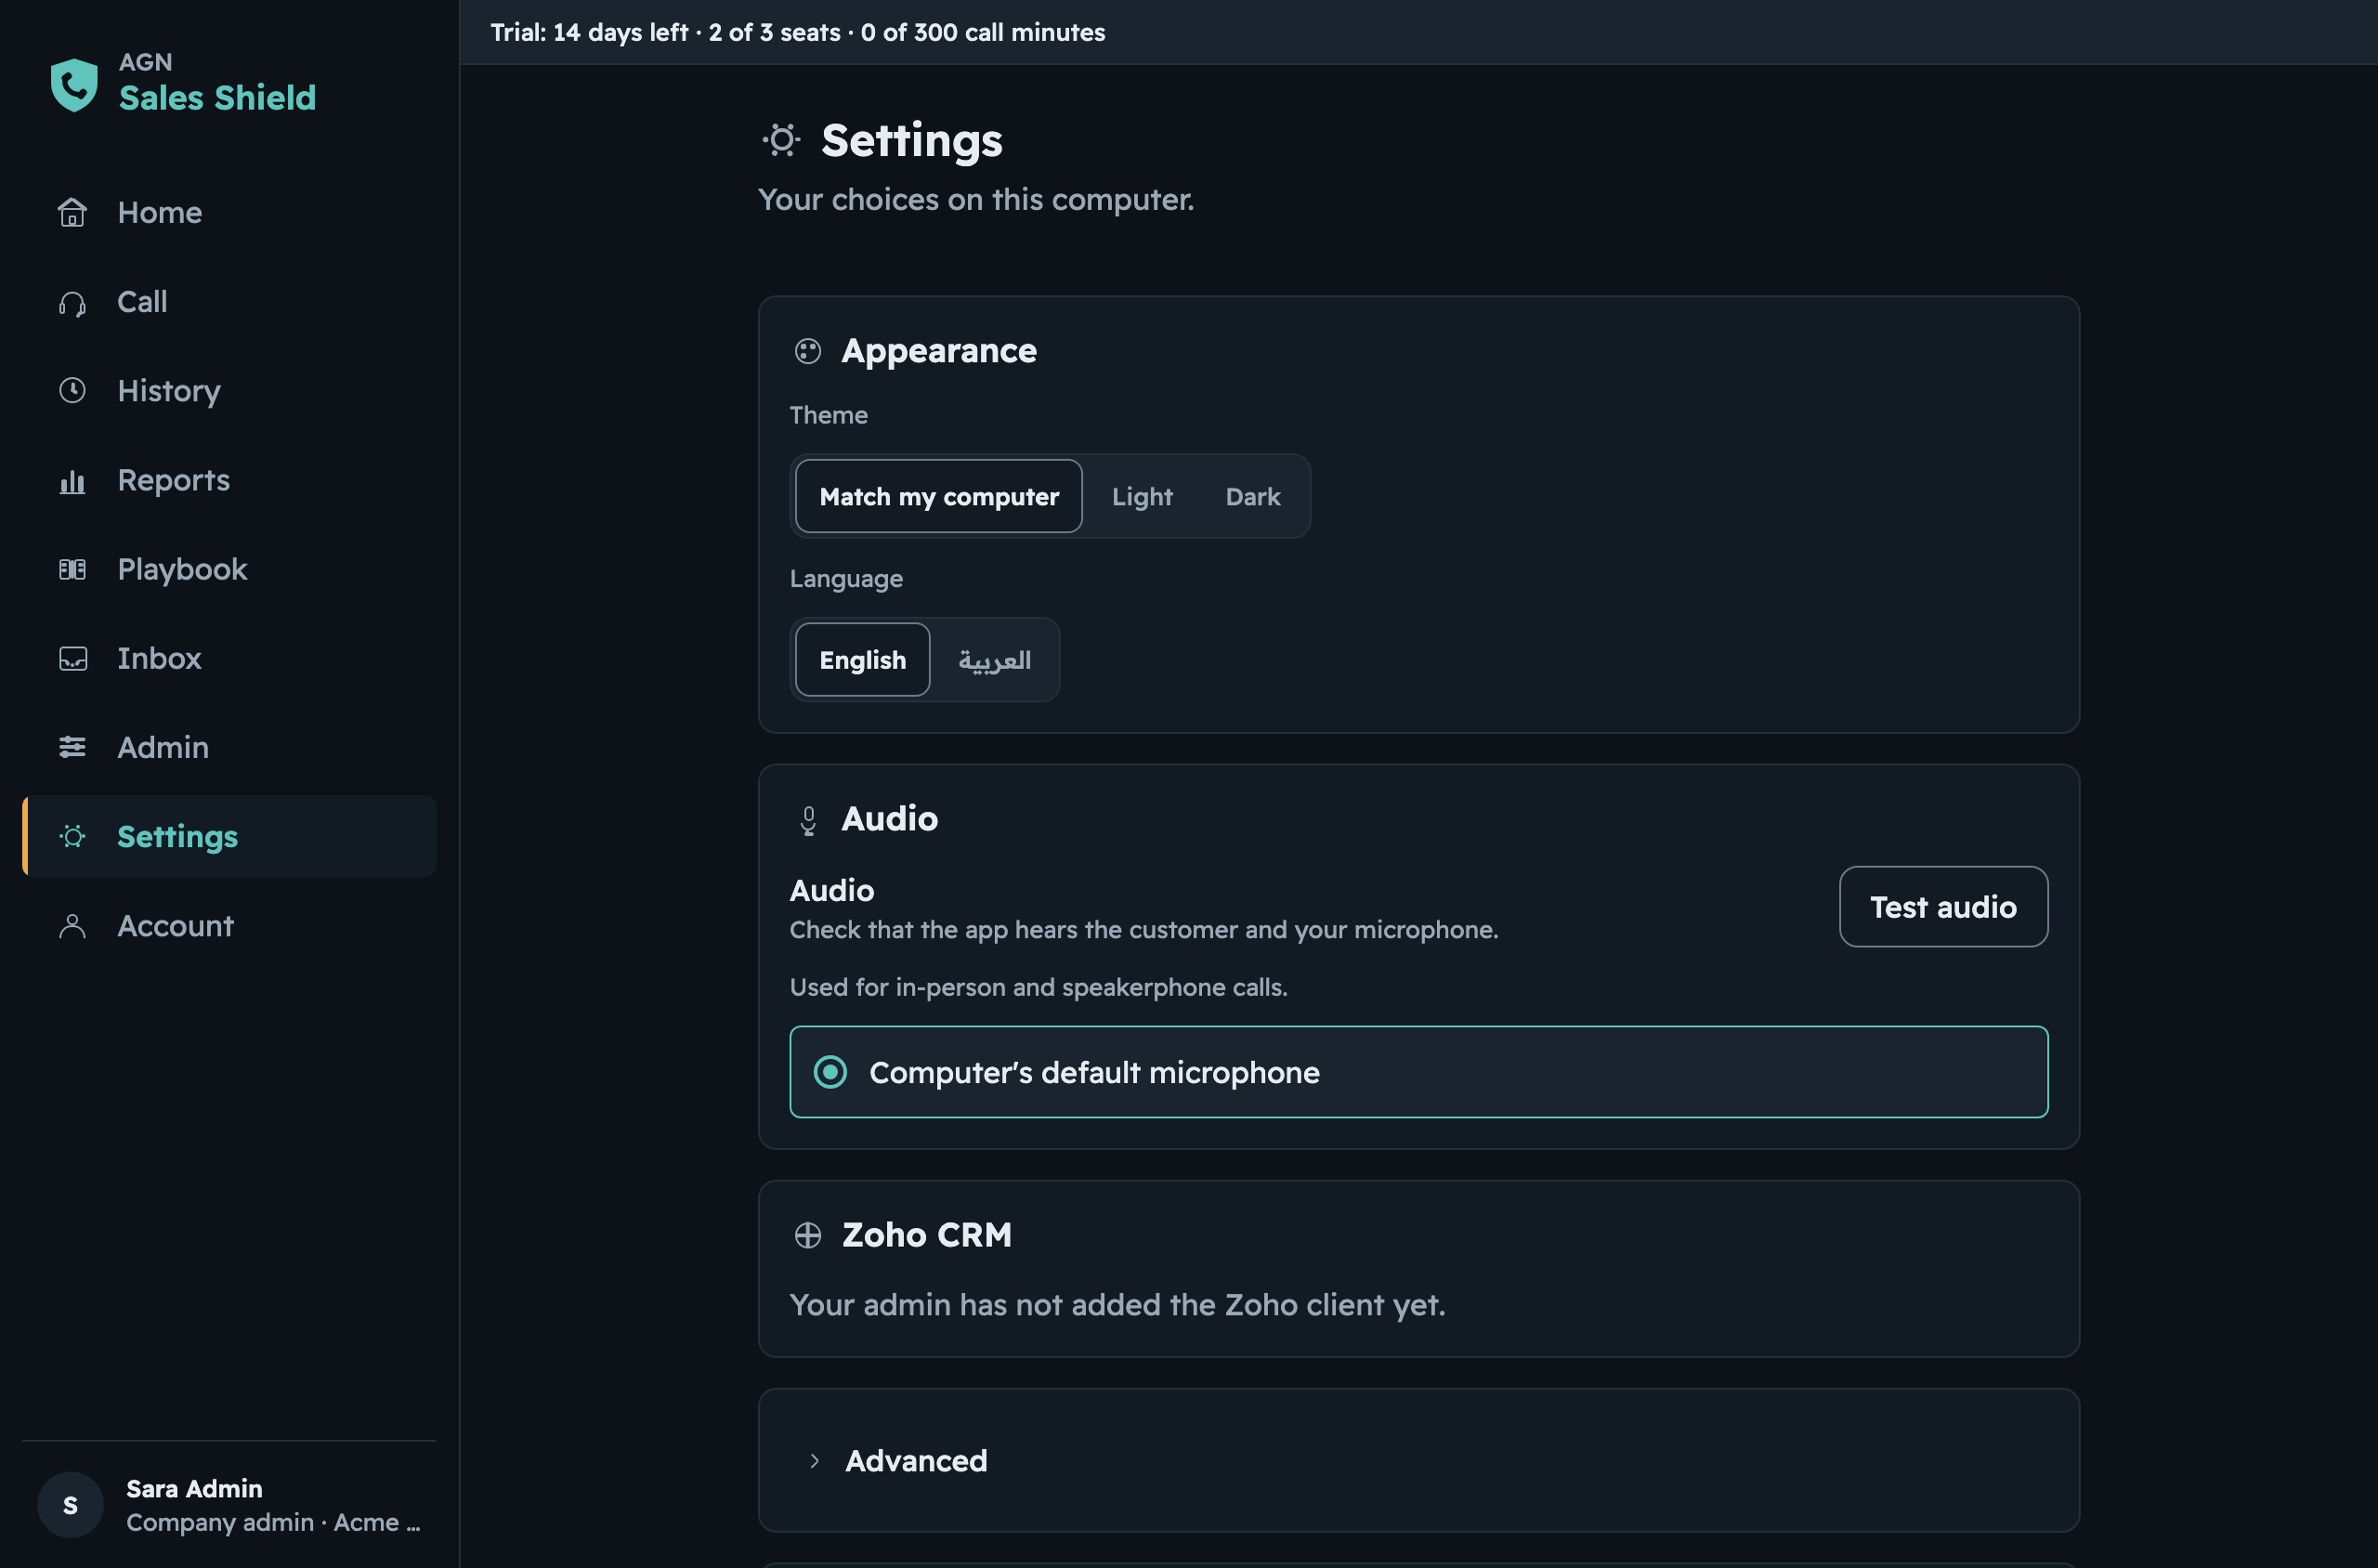 Trial: 14 days left · 2 of 3 seats · 0 of 300 call minutes
AGN
Sales Shield
Home
Call
History
Reports
Playbook
Inbox
Admin
Settings
Account
S
Sara Admin
Company admin · Acme ...
Settings
Your choices on this computer.
Appearance
Theme
Match my computer Light Dark
Language
English العربية
Audio
Audio
Check that the app hears the customer and your microphone.
Test audio
Used for in-person and speakerphone calls.
Computer's default microphone
Zoho CRM
Your admin has not added the Zoho client yet.
Advanced